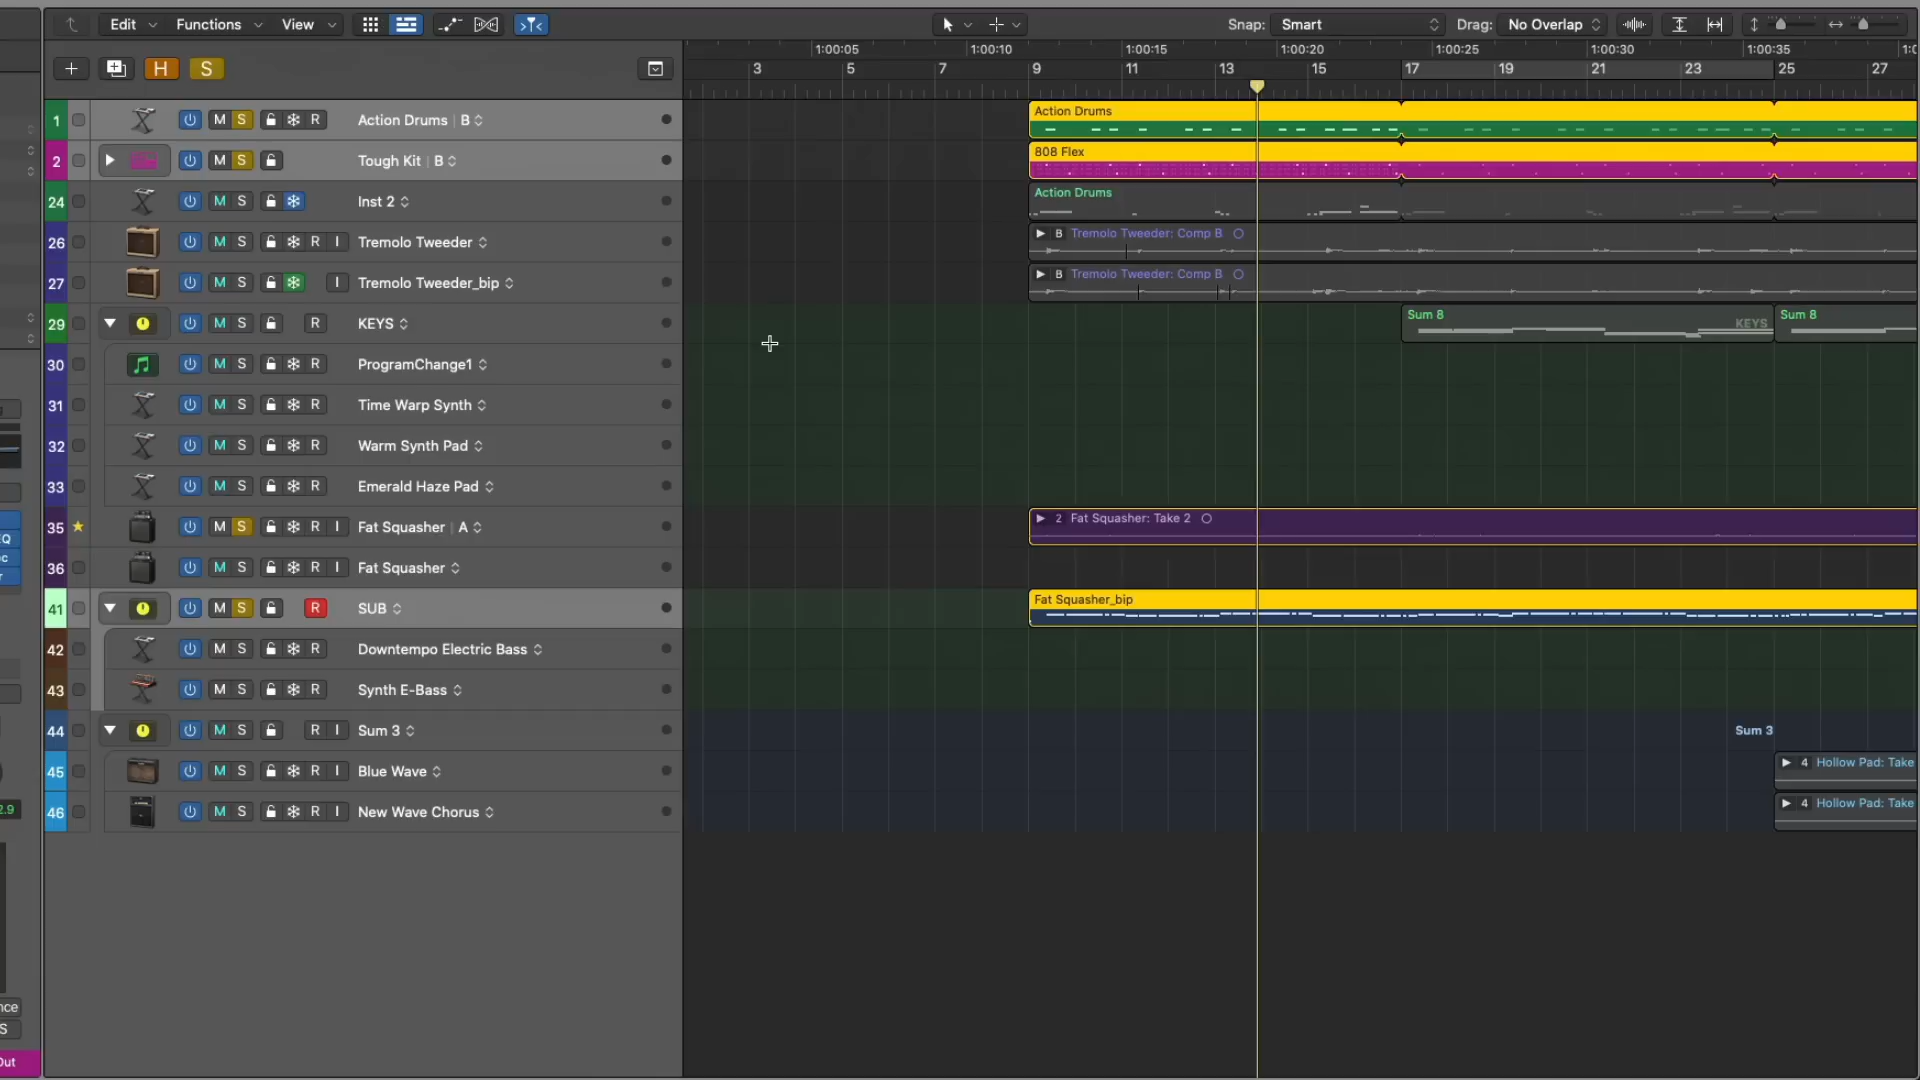 Edit Functions View Snap: Smart Drag: No Overlap
1:00:05 1:00:10 1:00:15 1:00:20 1:00:25 1:00:30 1:00:35
H S 3 5 7 9 11 13 15 17 19 21 23 25 27
1 M S R Action Drums | B Action Drums
2 M S Tough Kit | B 808 Flex
24 M S Inst 2 Action Drums
26 M S R I Tremolo Tweeder B Tremolo Tweeder: Comp B
27 M S I Tremolo Tweeder_bip B Tremolo Tweeder: Comp B
29 M S R KEYS Sum 8 KEYS Sum 8
30 M S R ProgramChange1
31 M S R Time Warp Synth
32 M S R Warm Synth Pad
33 M S R Emerald Haze Pad
35 M S R I Fat Squasher | A 2 Fat Squasher: Take 2
36 M S R I Fat Squasher
41 M S R SUB Fat Squasher_bip
42 M S R Downtempo Electric Bass
43 M S R Synth E-Bass
44 M S R I Sum 3 Sum 3
45 M S R I Blue Wave 4 Hollow Pad: Take
2.9
46 M S R I New Wave Chorus 4 Hollow Pad: Take
nce
S
Out